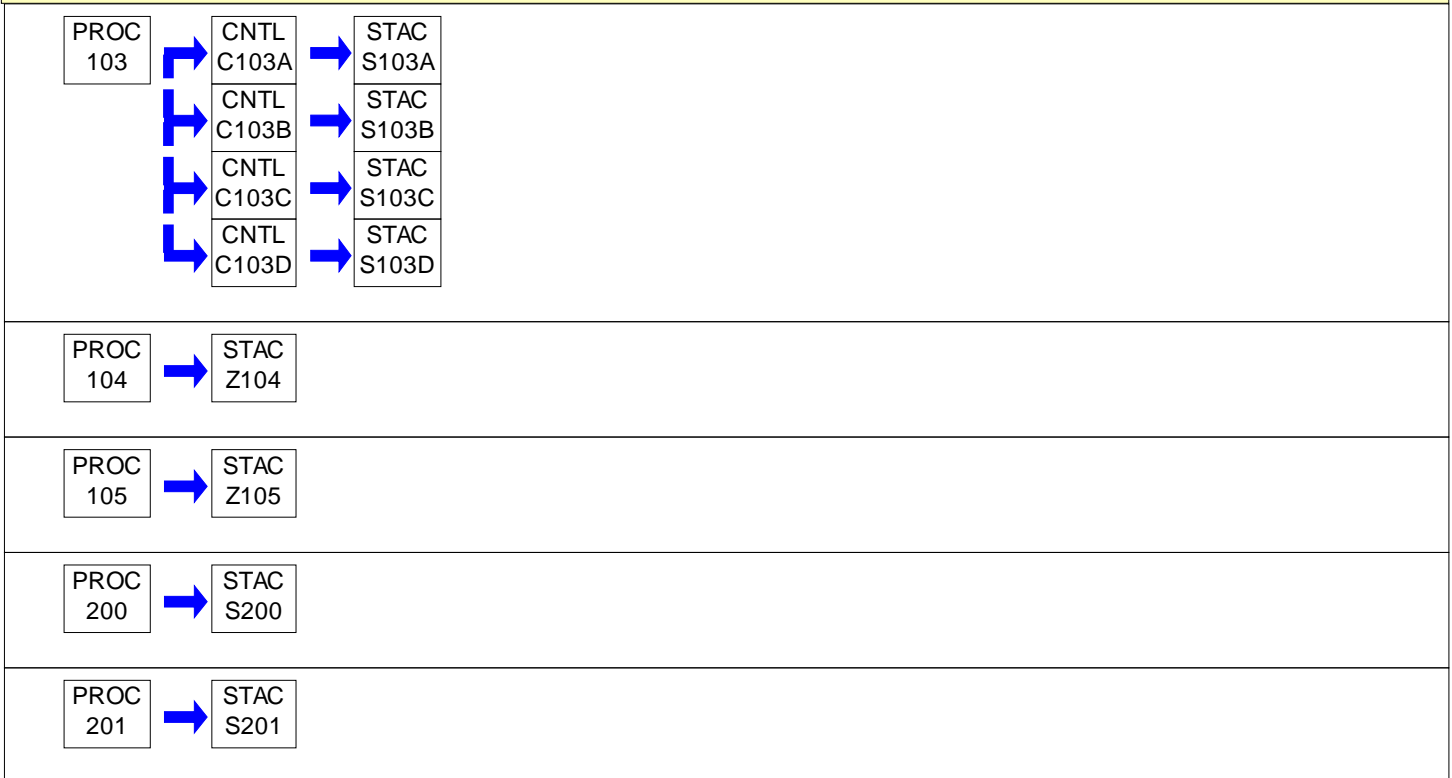 PROC
103
CNTL
C103A
STAC
S103A
CNTL
C103B
STAC
S103B
CNTL
C103C
STAC
S103C
CNTL
C103D
STAC
S103D
PROC
104
STAC
Z104
PROC
105
STAC
Z105
PROC
200
STAC
S200
PROC
201
STAC
S201